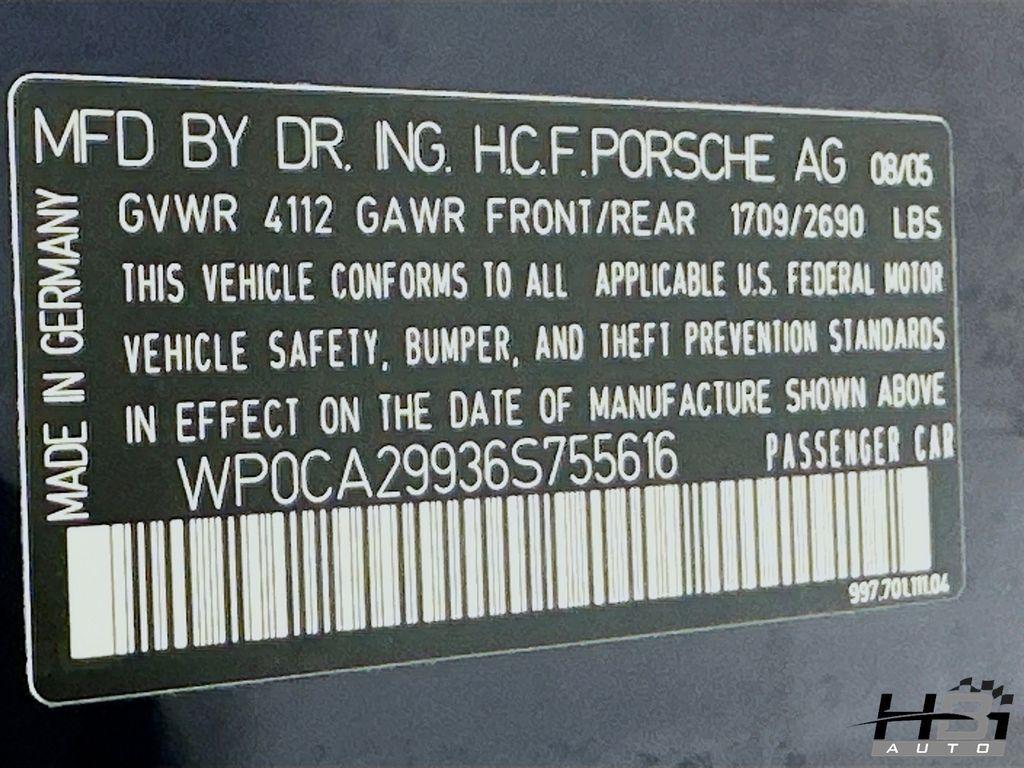 MFD BY DR. ING. H.C.F. PORSCHE AG 08/05
GVWR 4112 GAWR FRONT/REAR 1709/2690 LBS
THIS VEHICLE CONFORMS TO ALL APPLICABLE U.S. FEDERAL MOTOR
VEHICLE SAFETY, BUMPER, AND THEFT PREVENTION STANDARDS
IN EFFECT ON THE DATE OF MANUFACTURE SHOWN ABOVE
WP0CA29936S755616 PASSENGER CAR
997.701.111.04
MADE IN GERMANY
HBI
AUTO